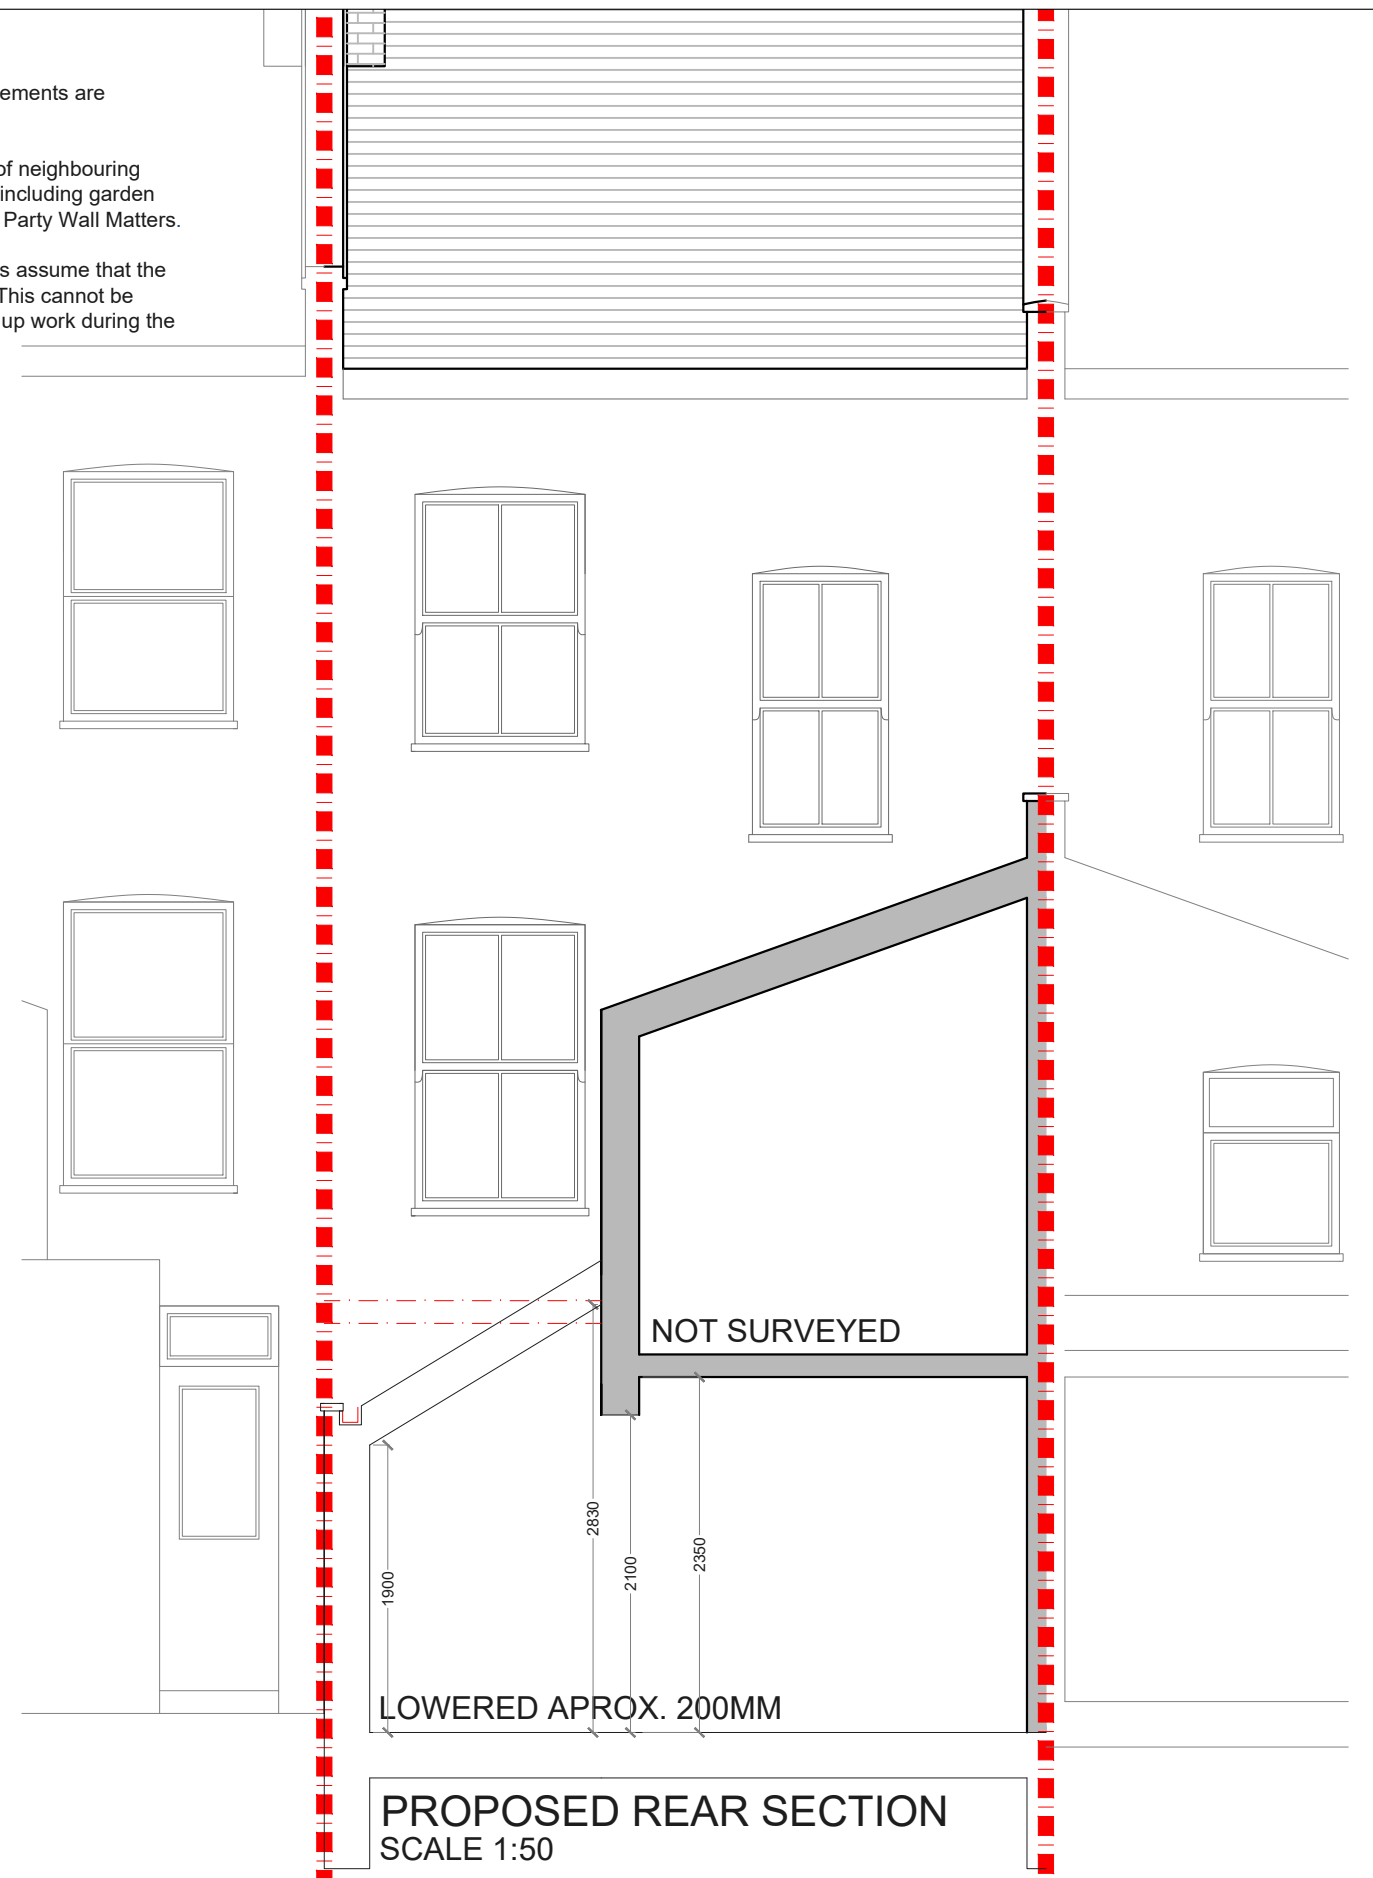 ements are
of neighbouring
including garden
Party Wall Matters.
s assume that the
This cannot be
up work during the
NOT SURVEYED
2830
2350
2100
1900
LOWERED APROX. 200MM
PROPOSED REAR SECTION
SCALE 1:50